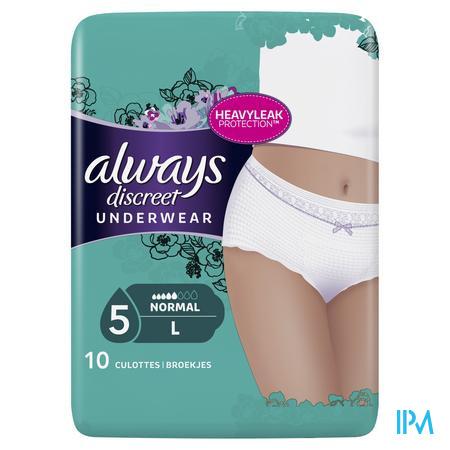 HEAVYLEAK
PROTECTION™
always
discreet
UNDERWEAR
5
NORMAL
L
10 CULOTTES | BROEKJES
IPM